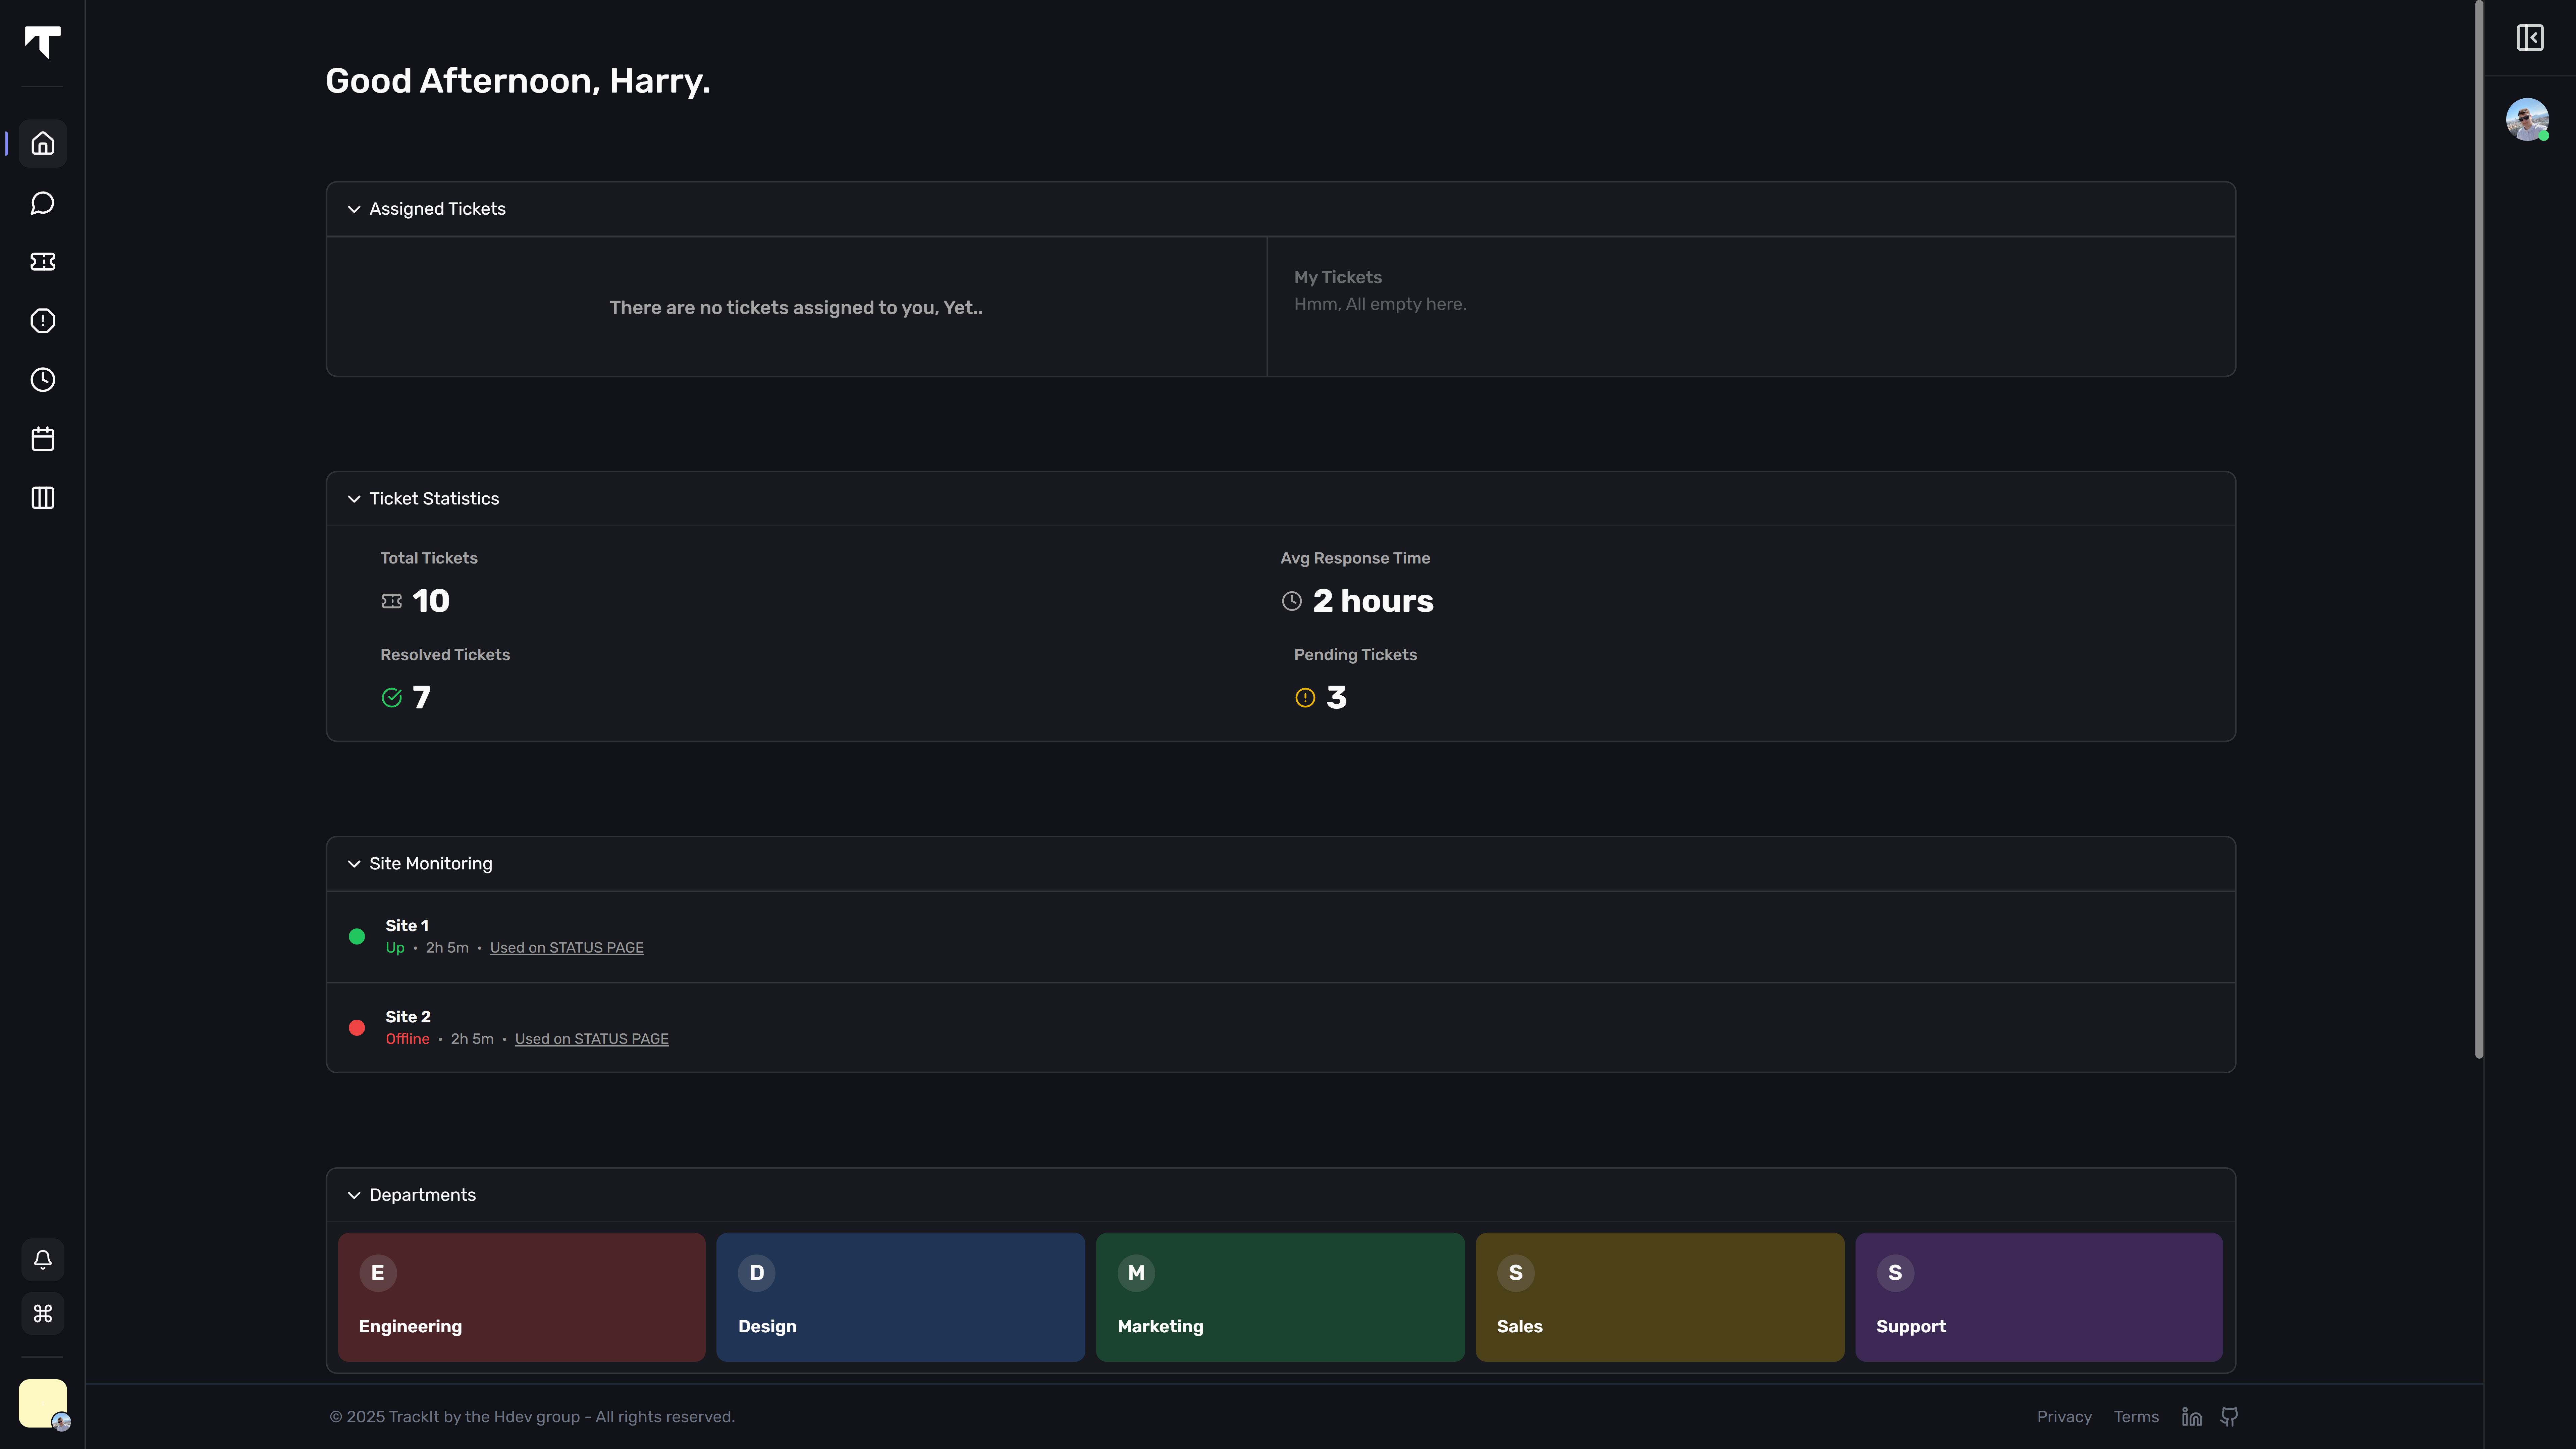 Good Afternoon, Harry.
Assigned Tickets
There are no tickets assigned to you, Yet..
My Tickets
Hmm, All empty here.
Ticket Statistics
Total Tickets
10
Avg Response Time
2 hours
Resolved Tickets
7
Pending Tickets
3
Site Monitoring
Site 1
Up • 2h 5m • Used on STATUS PAGE
Site 2
Offline • 2h 5m • Used on STATUS PAGE
Departments
E
Engineering
D
Design
M
Marketing
S
Sales
S
Support
© 2025 TrackIt by the Hdev group - All rights reserved.
Privacy
Terms